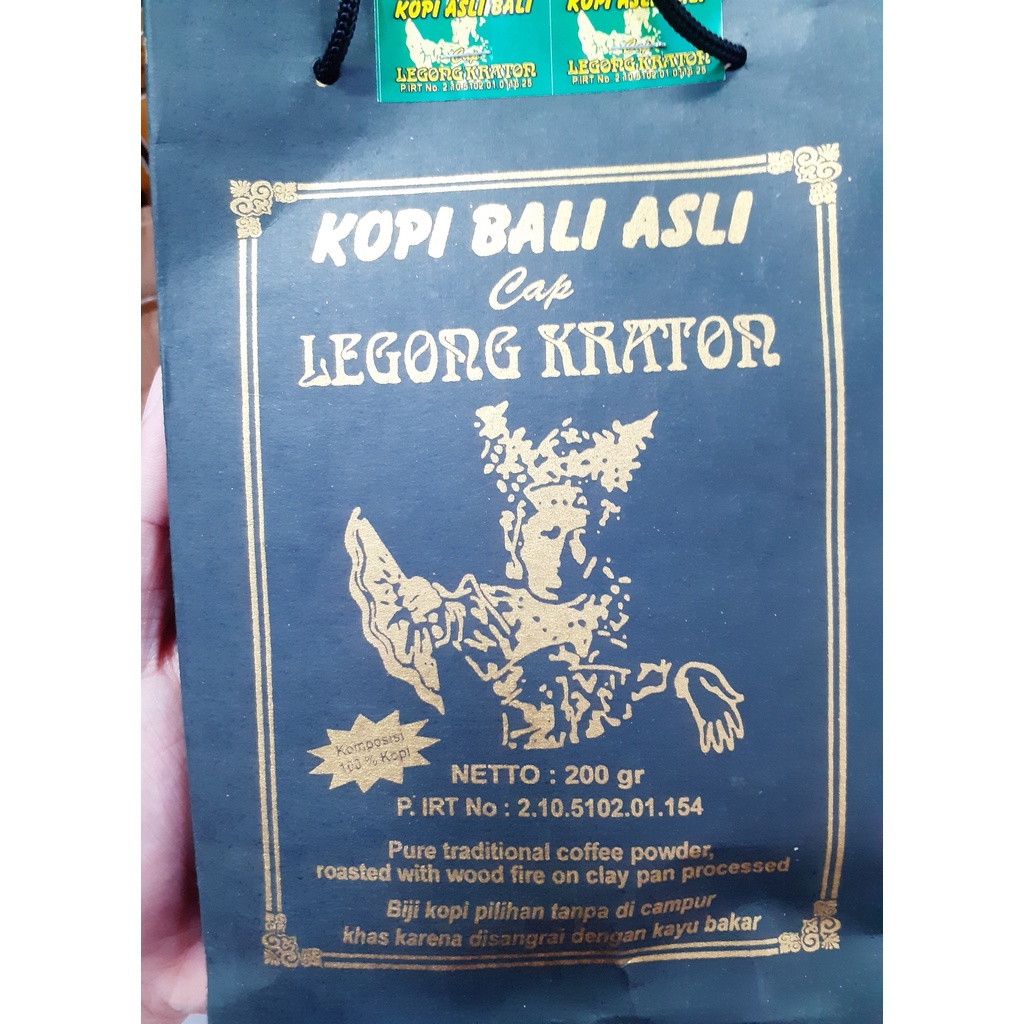 KOPI ASLI BALI
LEGONG KRATON
LEGONG KRATON
KOPI BALI ASLI
Cap
LEGONG KRATON
Komposisi
100 % Kopi
NETTO : 200 gr
P. IRT No : 2.10.5102.01.154
Pure traditional coffee powder,
roasted with wood fire on clay pan processed
Biji kopi pilihan tanpa di campur
khas karena disangrai dengan kayu bakar